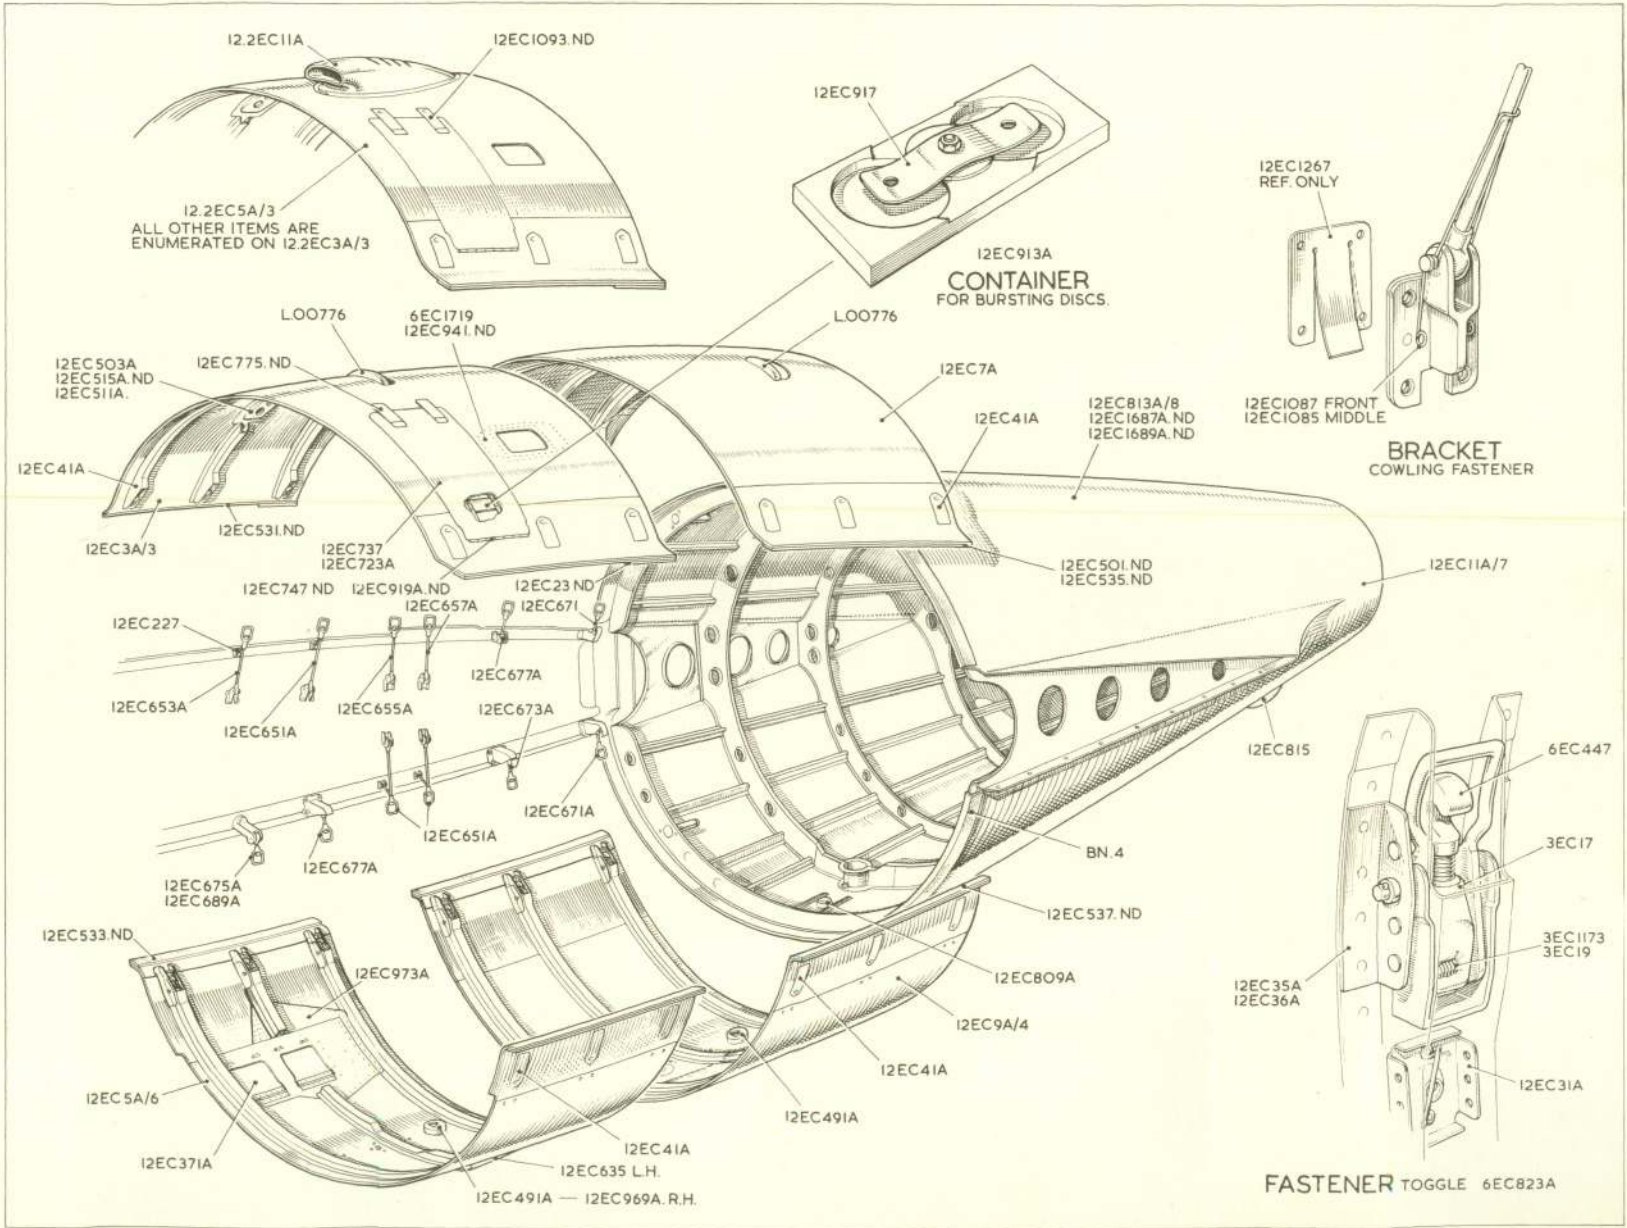 12.2EC11A
12EC1093.ND
12.2EC5A/3
ALL OTHER ITEMS ARE
ENUMERATED ON 12.2EC3A/3
12EC917
12EC913A
CONTAINER
FOR BURSTING DISCS.
12EC1267
REF. ONLY
12EC1087 FRONT
12EC1085 MIDDLE
BRACKET
COWLING FASTENER
L.00776
6EC1719
12EC941.ND
L.00776
12EC503A
12EC515A.ND
12EC511A.
12EC775.ND
12EC7A
12EC41A
12EC813A/8
12EC1687A.ND
12EC1689A.ND
12EC41A
12EC3A/3
12EC531.ND
12EC737
12EC723A
12EC747 ND
12EC919A.ND
12EC23 ND
12EC501.ND
12EC535.ND
12EC11A/7
12EC227
12EC657A
12EC671
12EC653A
12EC651A
12EC655A
12EC677A
12EC673A
12EC815
12EC671A
12EC651A
12EC677A
12EC675A
12EC689A
BN.4
6EC447
3EC17
3EC1173
3EC19
12EC35A
12EC36A
12EC31A
12EC533.ND
12EC973A
12EC537.ND
12EC809A
12EC9A/4
12EC41A
12EC491A
12EC5A/6
12EC371A
12EC41A
12EC635 L.H.
12EC491A — 12EC969A.R.H.
FASTENER TOGGLE 6EC823A